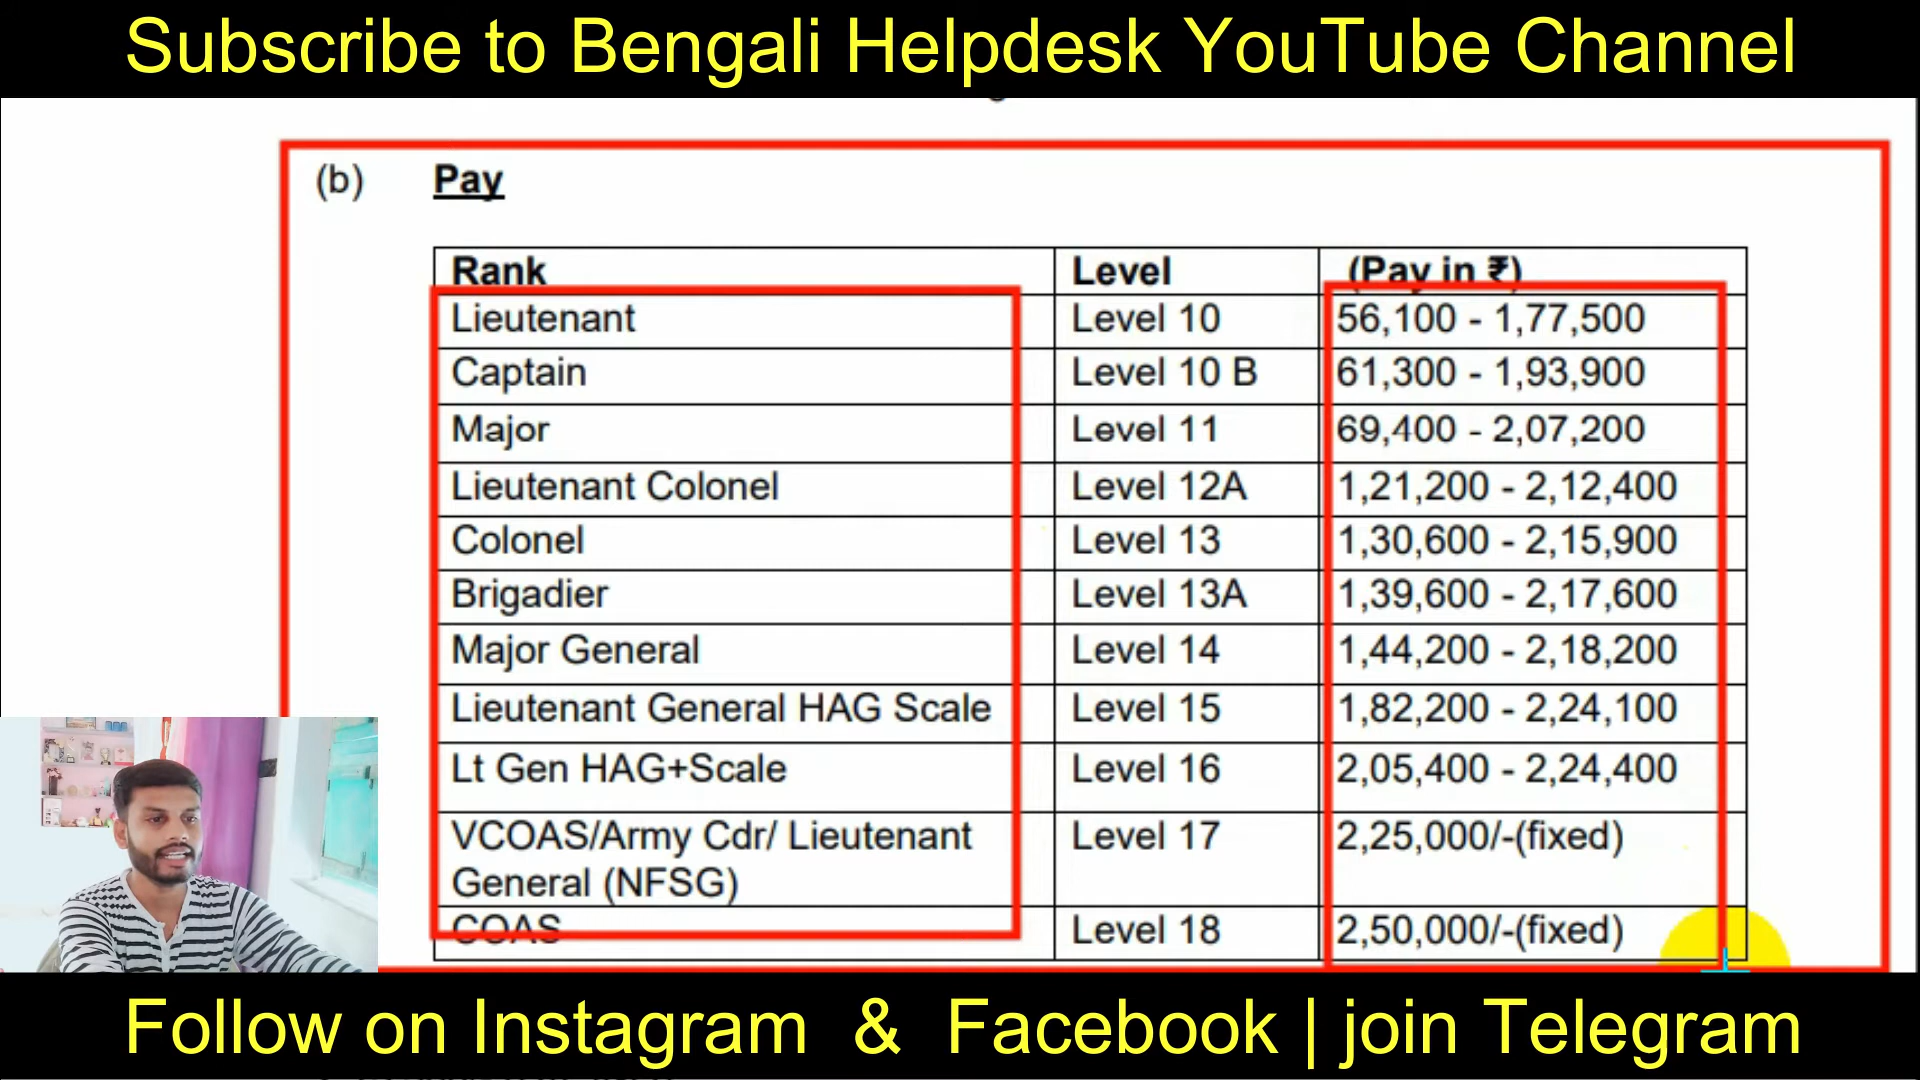 Subscribe to Bengali Helpdesk YouTube Channel
(b) Pay
Rank Level (Pay in ₹)
Lieutenant Level 10 56,100 - 1,77,500
Captain Level 10 B 61,300 - 1,93,900
Major Level 11 69,400 - 2,07,200
Lieutenant Colonel Level 12A 1,21,200 - 2,12,400
Colonel Level 13 1,30,600 - 2,15,900
Brigadier Level 13A 1,39,600 - 2,17,600
Major General Level 14 1,44,200 - 2,18,200
Lieutenant General HAG Scale Level 15 1,82,200 - 2,24,100
Lt Gen HAG+Scale Level 16 2,05,400 - 2,24,400
VCOAS/Army Cdr/ Lieutenant Level 17 2,25,000/-(fixed)
General (NFSG)
COAS Level 18 2,50,000/-(fixed)
Follow on Instagram & Facebook | join Telegram